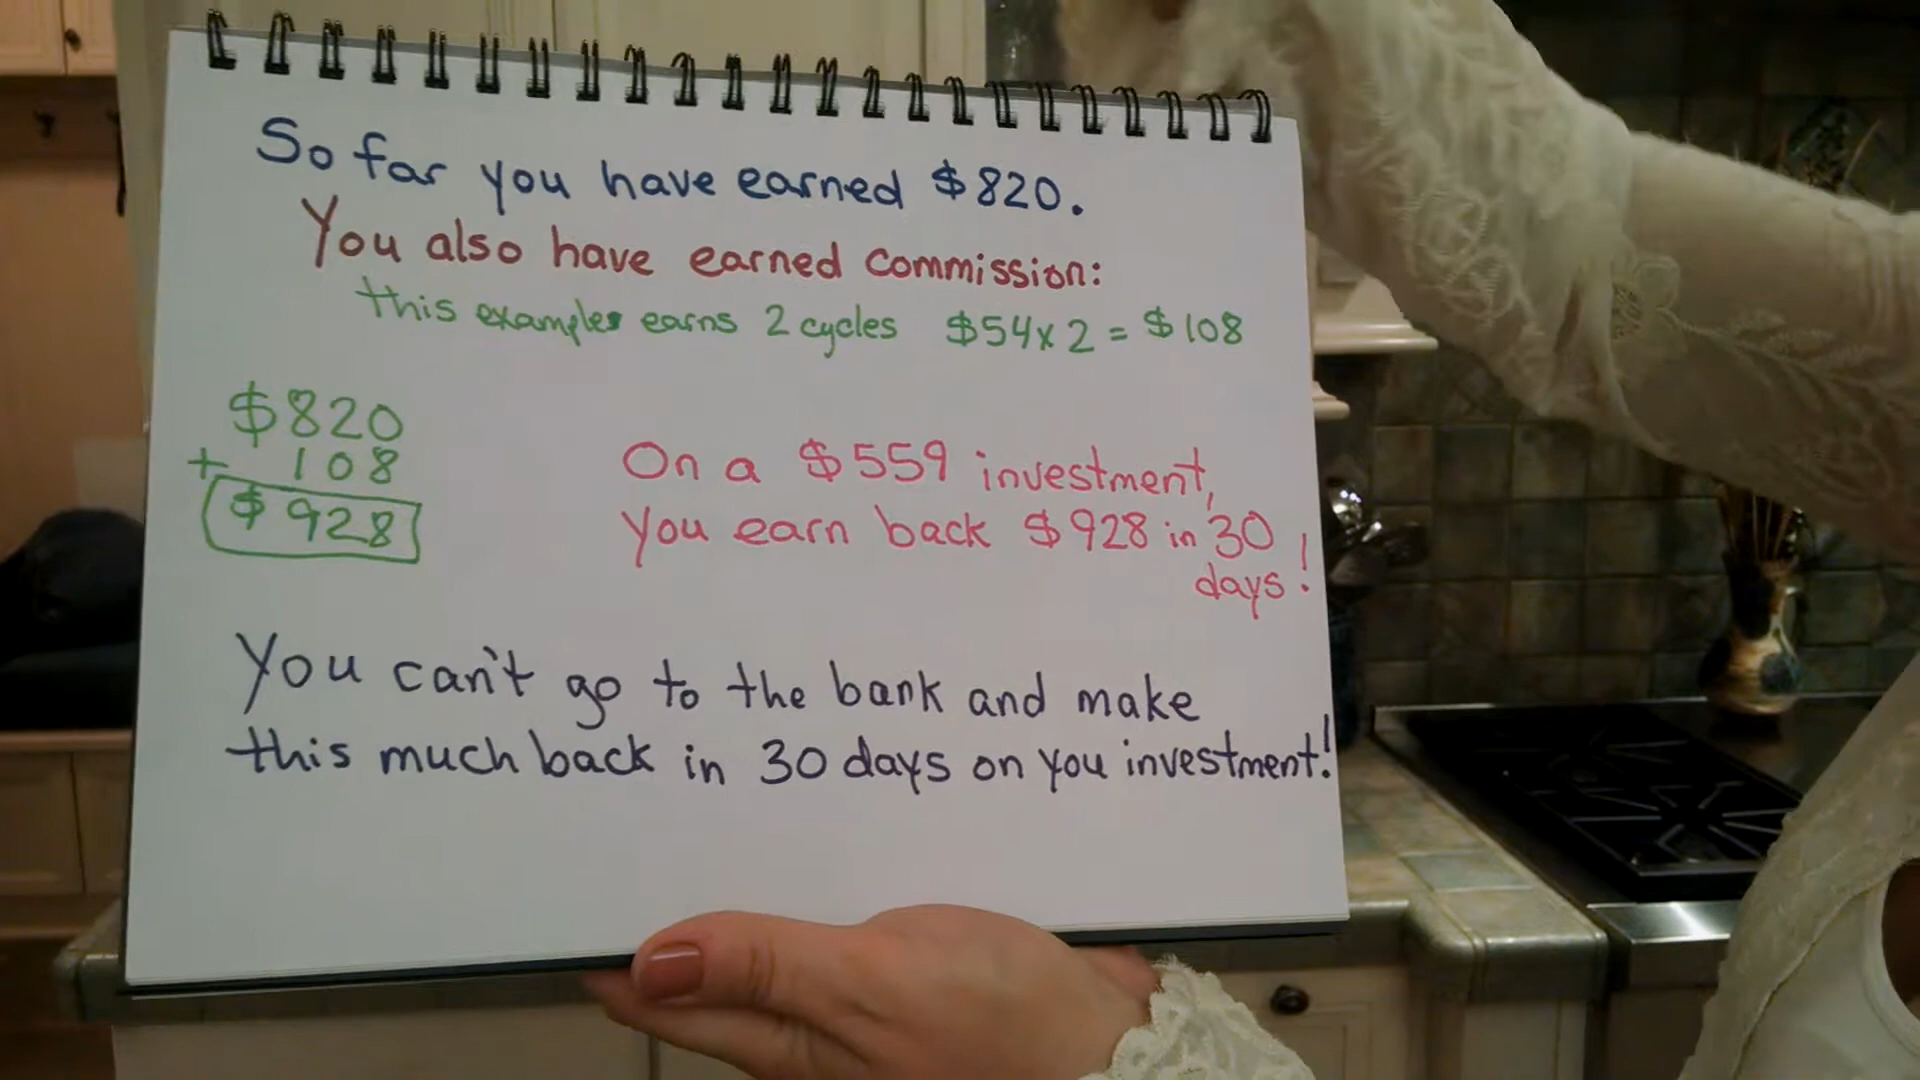 So far you have earned $820.
You also have earned commission:
this examples earns 2 cycles $54x2 = $108
$820
+ 108
$928
On a $559 investment,
you earn back $928 in 30
days!
You can't go to the bank and make
this much back in 30 days on you investment!